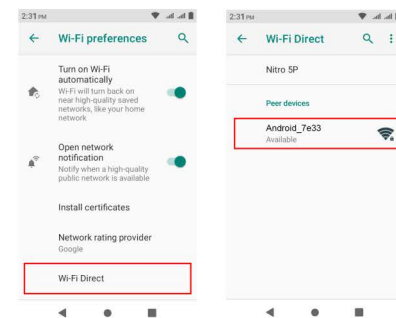 2:31 PM
Wi-Fi preferences
Turn on Wi-Fi
automatically
Wi-Fi will turn back on
near high-quality saved
networks, like your home
network
Open network
notification
Notify when a high-quality
public network is available
Install certificates
Network rating provider
Google
Wi-Fi Direct
2:31 PM
Wi-Fi Direct
Nitro 5P
Peer devices
Android_7e33
Available